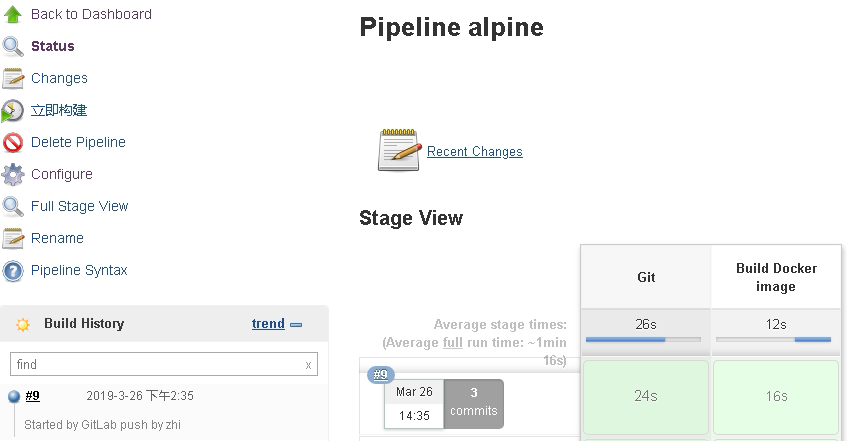 Back to Dashboard
Status
Changes
立即构建
Delete Pipeline
Configure
Full Stage View
Rename
Pipeline Syntax
Build History
trend
find
x
#9
2019-3-26 下午2:35
Started by GitLab push by zhi
Pipeline alpine
Recent Changes
Stage View
Average stage times:
(Average full run time: ~1min
16s)
Git
Build Docker
image
26s
12s
#9
Mar 26
14:35
3
commits
24s
16s